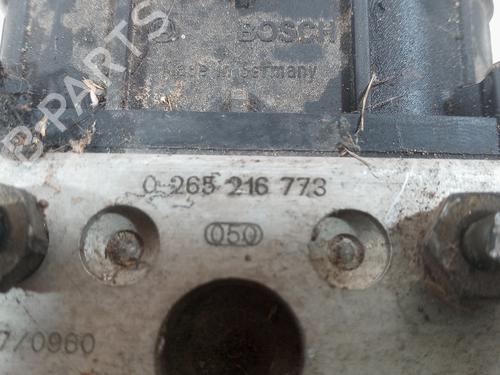 BOSCH
Made in Germany
B PARTS
0 265 216 773
050
7/0960